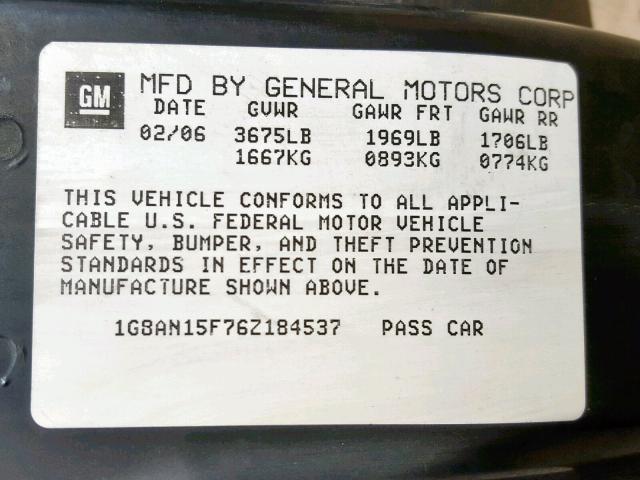 GM MFD BY GENERAL MOTORS CORP
DATE GVWR GAWR FRT GAWR RR
02/06 3675LB 1969LB 1706LB
1667KG 0893KG 0774KG
THIS VEHICLE CONFORMS TO ALL APPLI-
CABLE U.S. FEDERAL MOTOR VEHICLE
SAFETY, BUMPER, AND THEFT PREVENTION
STANDARDS IN EFFECT ON THE DATE OF
MANUFACTURE SHOWN ABOVE.
1G8AN15F76Z184537 PASS CAR